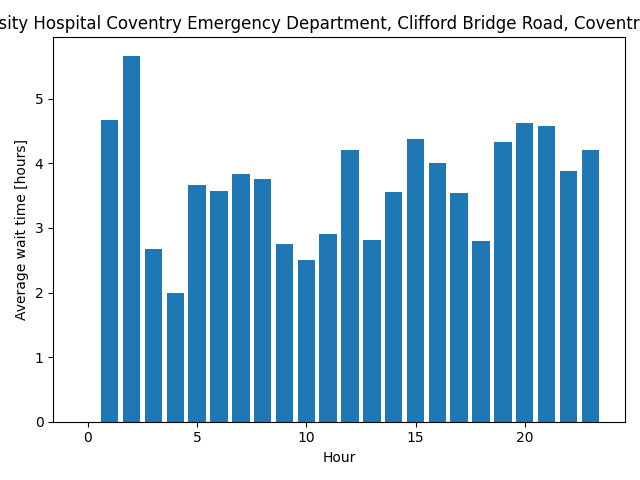 sity Hospital Coventry Emergency Department, Clifford Bridge Road, Coventr
Average wait time [hours]
5
4
3
2
1
0
0 5 10 15 20
Hour